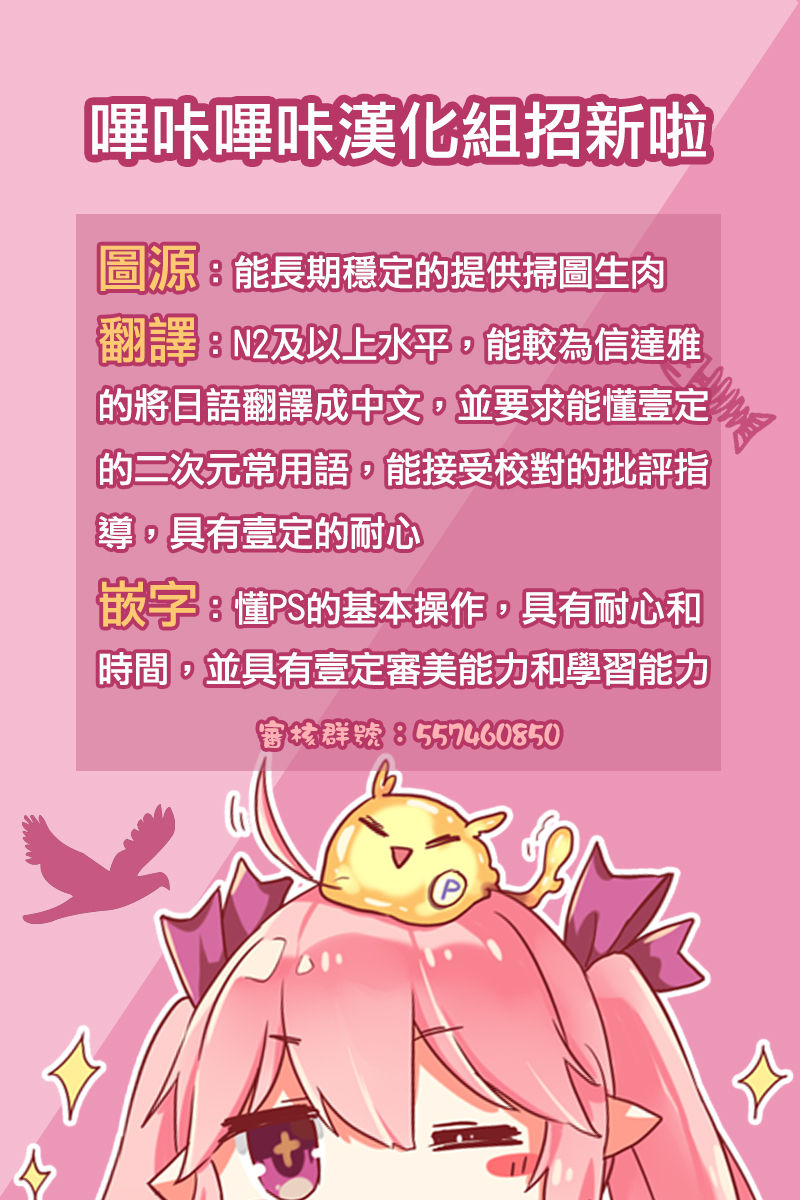 嗶咔嗶咔漢化組招新啦
圖源：能長期穩定的提供掃圖生肉
翻譯：N2及以上水平，能較為信達雅
的將日語翻譯成中文，並要求能懂壹定
的二次元常用語，能接受校對的批評指
導，具有壹定的耐心
嵌字：懂PS的基本操作，具有耐心和
時間，並具有壹定審美能力和學習能力
審核群號：557460850
P